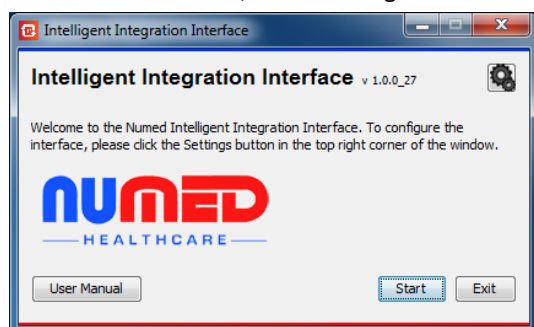 Intelligent Integration Interface
Intelligent Integration Interface v 1.0.0_27
Welcome to the Numed Intelligent Integration Interface. To configure the
interface, please click the Settings button in the top right corner of the window.
NUMED
HEALTHCARE
User Manual Start Exit